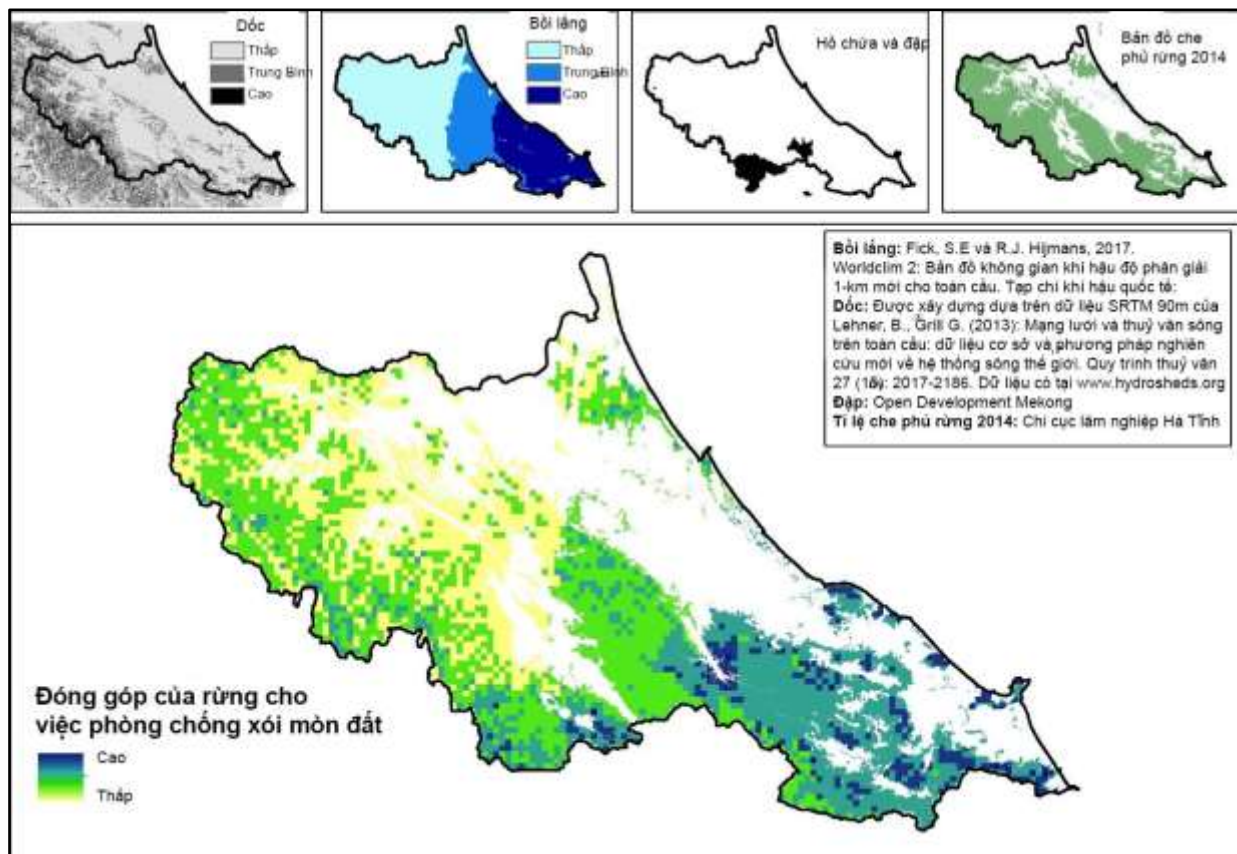 Dốc
Thấp
Trung Bình
Cao
Bồi lắng
Thấp
Trung Bình
Cao
Hồ chứa và đập
Bản đồ che
phủ rừng 2014
Bồi lắng: Fick, S.E và R.J. Hijmans, 2017.
Worldclim 2: Bản đồ không gian khí hậu độ phân giải
1-km mới cho toàn cầu. Tạp chí khí hậu quốc tế:
Dốc: Được xây dựng dựa trên dữ liệu SRTM 90m của
Lehner, B., Grill G. (2013): Mạng lưới và thuỷ văn sông
trên toàn cầu: dữ liệu cơ sở và phương pháp nghiên
cứu mới về hệ thống sông thế giới. Quy trình thuỷ văn
27 : 2017-2186. Dữ liệu có tại www.hydrosheds.org
Đập: Open Development Mekong
Tỉ lệ che phủ rừng 2014: Chi cục lâm nghiệp Hà Tĩnh
Đóng góp của rừng cho
việc phòng chống xói mòn đất
Cao
Thấp